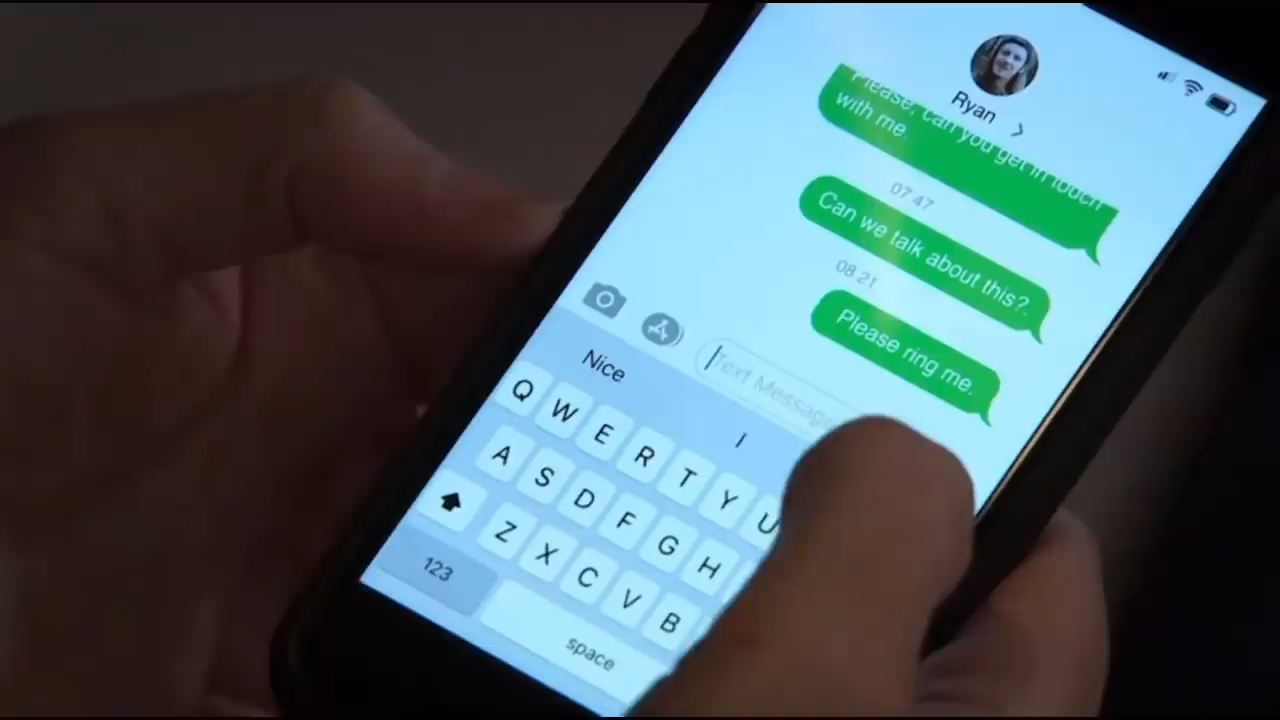 Ryan
Please, can you get in touch
with me.
07 47
Can we talk about this?.
08 21
Please ring me.
Text Message
Nice
I
Q W E R T Y U
A S D F G H
Z X C V B
123
space